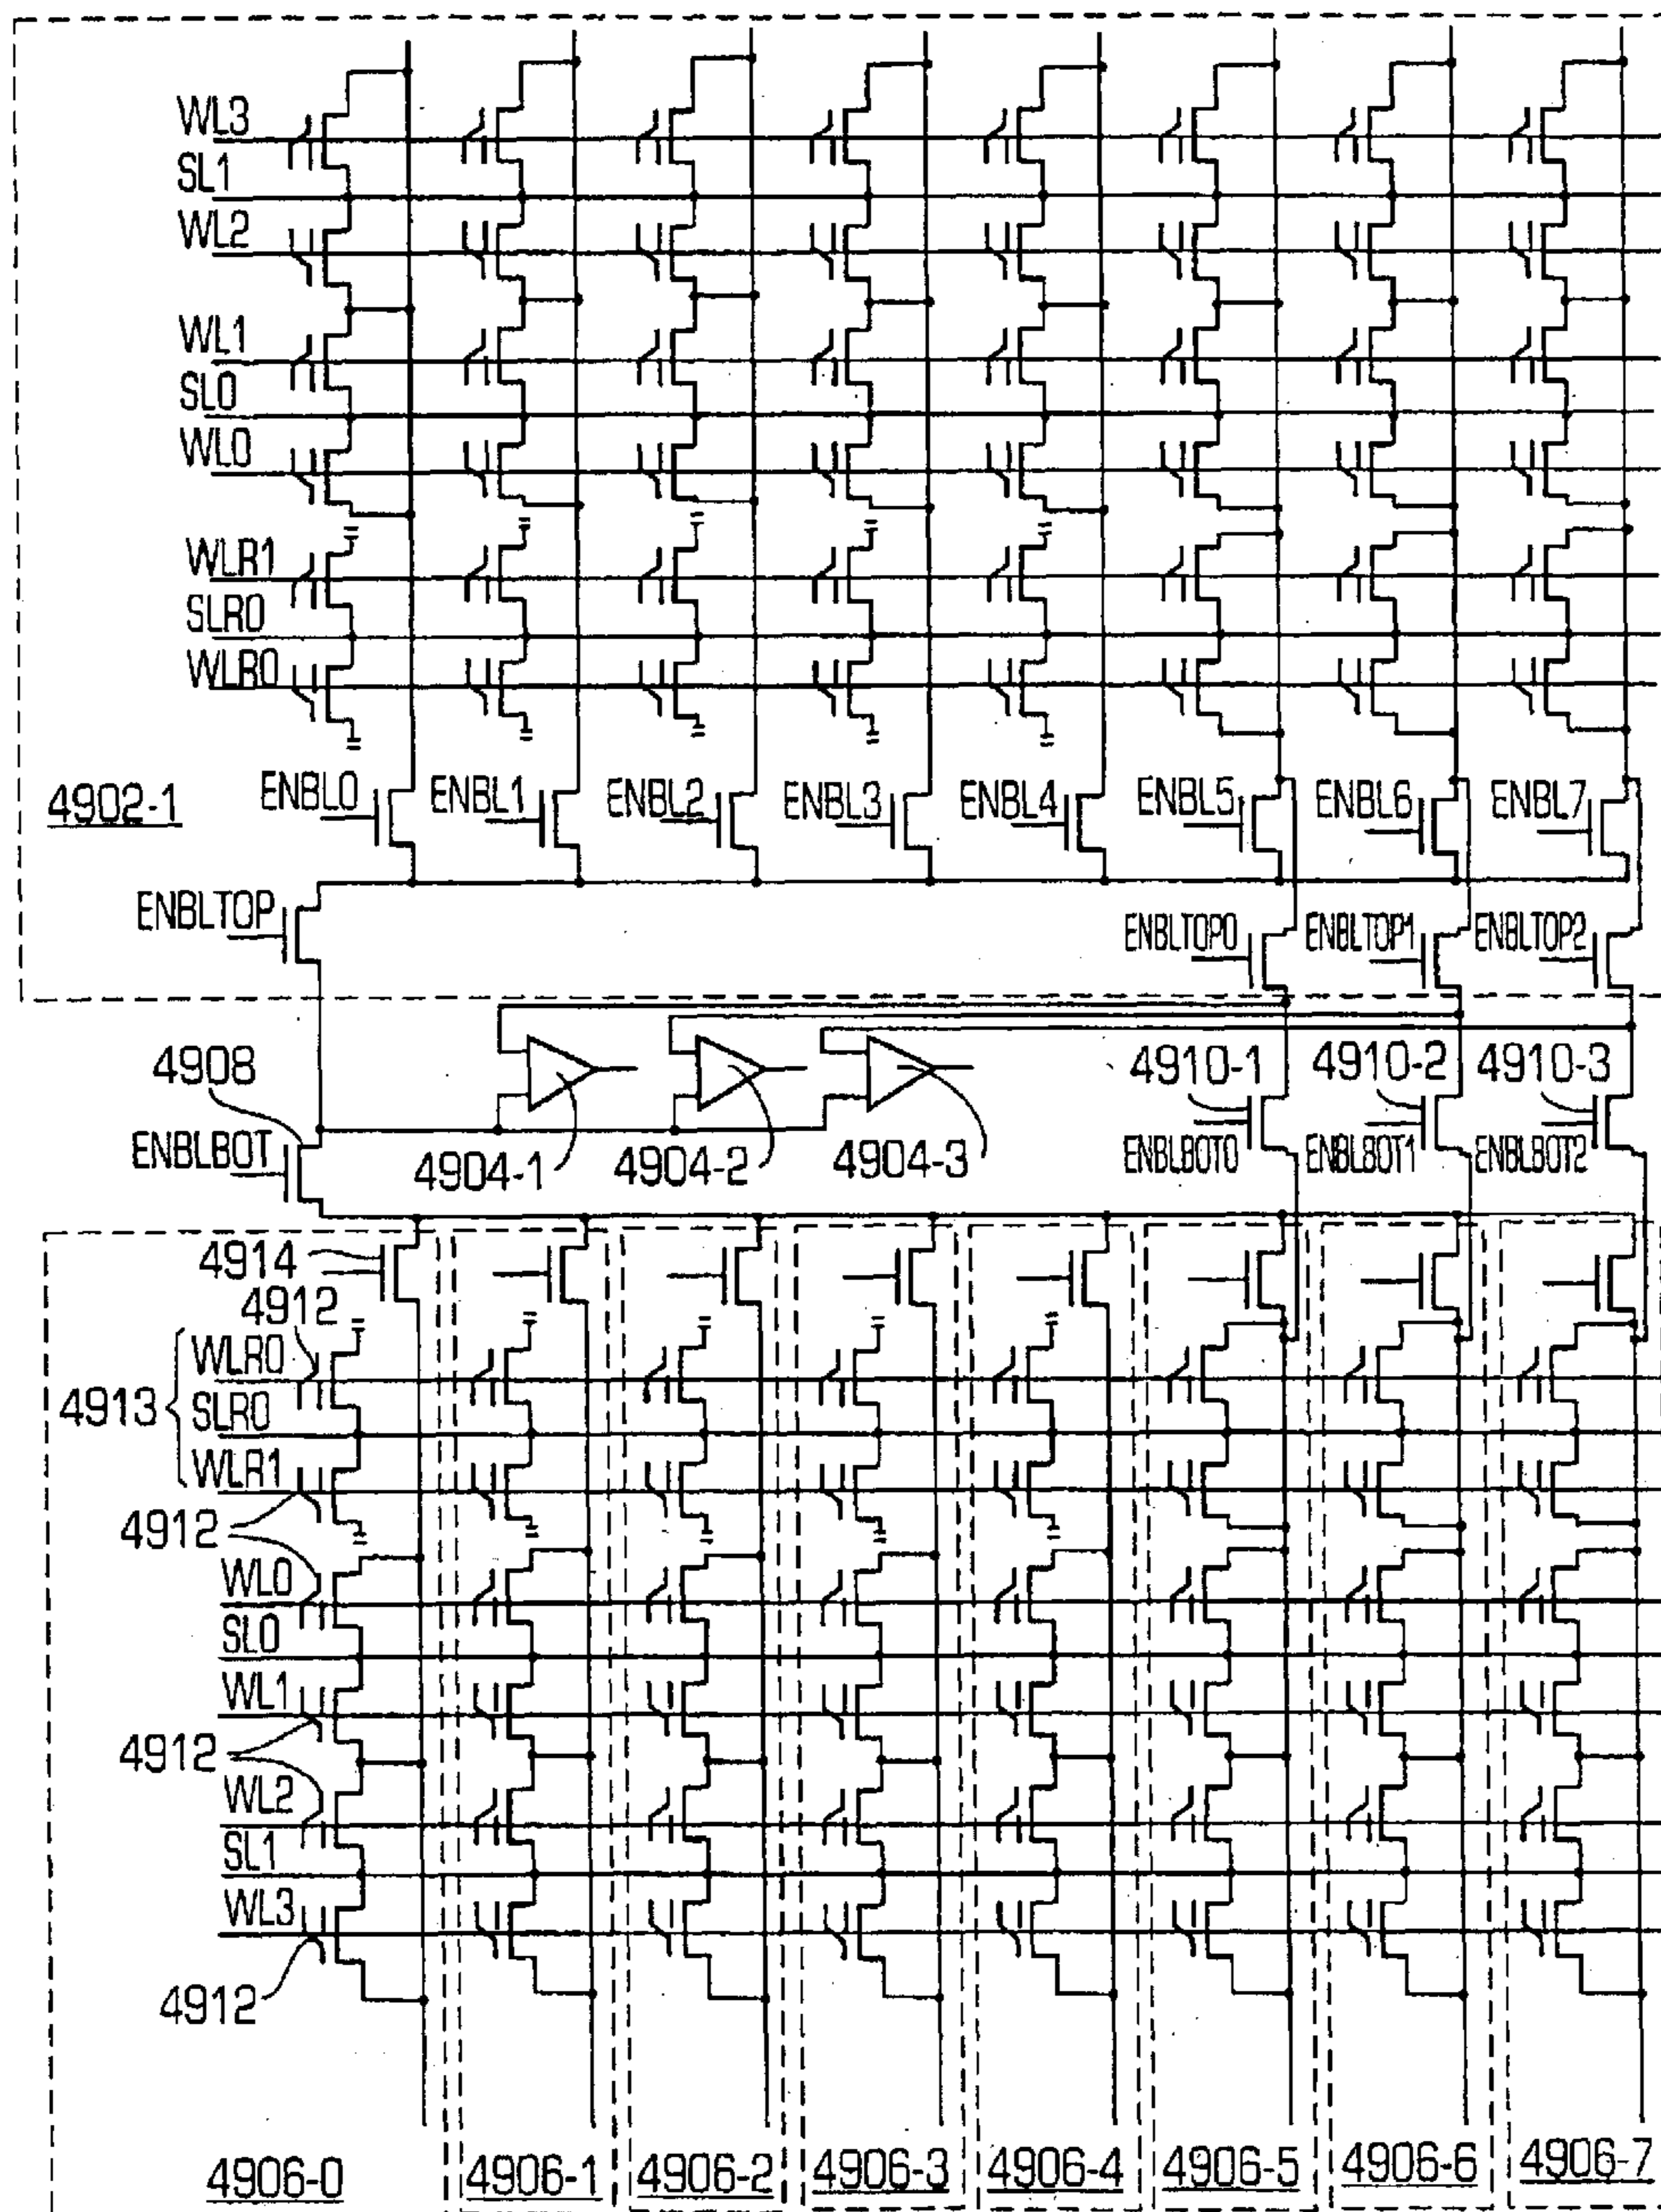 WL3
SL1
WL2
WL1
SL0
WL0
WLR1
SLR0
WLR0
4902-1
ENBL0
ENBL1
ENBL2
ENBL3
ENBL4
ENBL5
ENBL6
ENBL7
ENBLTOP
ENBLTOP0
ENBLTOP1
ENBLTOP2
4908
4910-1
4910-2
4910-3
ENBLBOT
4904-1
4904-2
4904-3
ENBLBOT0
ENBLBOT1
ENBLBOT2
4914
4912
WLR0
4913
SLR0
WLR1
4912
WL0
SL0
WL1
4912
WL2
SL1
WL3
4912
4906-0
4906-1
4906-2
4906-3
4906-4
4906-5
4906-6
4906-7